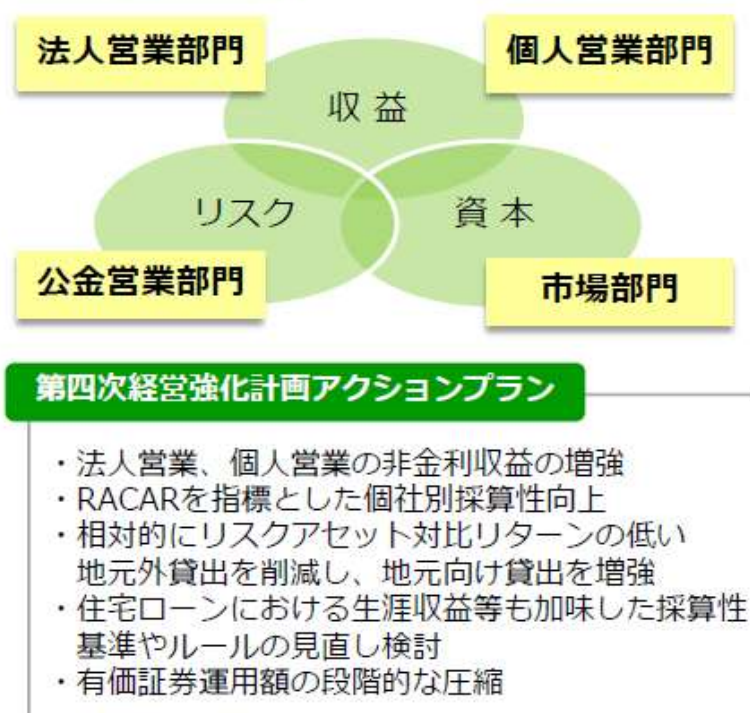 法人営業部門
個人営業部門
収 益
リスク
資 本
公金営業部門
市場部門
第四次経営強化計画アクションプラン
・法人営業、個人営業の非金利収益の増強
・RACARを指標とした個社別採算性向上
・相対的にリスクアセット対比リターンの低い
地元外貸出を削減し、地元向け貸出を増強
・住宅ローンにおける生涯収益等も加味した採算性
基準やルールの見直し検討
・有価証券運用額の段階的な圧縮